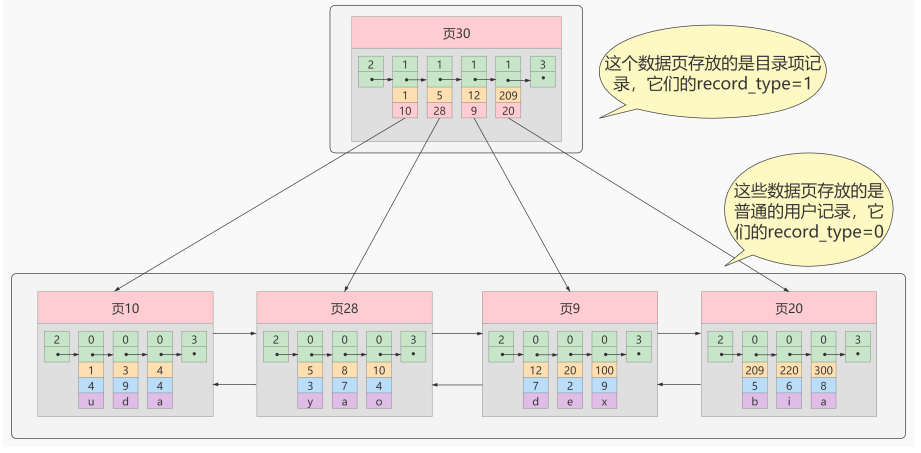 页30
2 1 1 1 1 3
1 5 12 209
10 28 9 20
这个数据页存放的是目录项记
录，它们的record_type=1
这些数据页存放的是
普通的用户记录，它
们的record_type=0
页10
2 0 0 0 3
1 3 4
4 9 4
u d a
页28
2 0 0 0 3
5 8 10
3 7 4
y a o
页9
2 0 0 0 3
12 20 100
7 2 9
d e x
页20
2 0 0 0 3
209 220 300
5 6 8
b i a